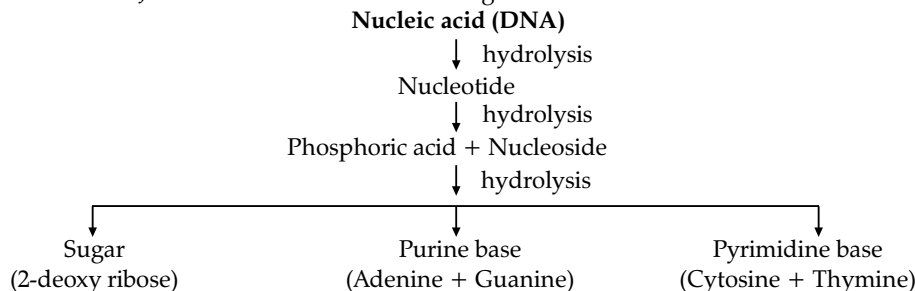 Nucleic acid (DNA)
hydrolysis
Nucleotide
hydrolysis
Phosphoric acid + Nucleoside
hydrolysis
Sugar Purine base Pyrimidine base
(2-deoxy ribose) (Adenine + Guanine) (Cytosine + Thymine)